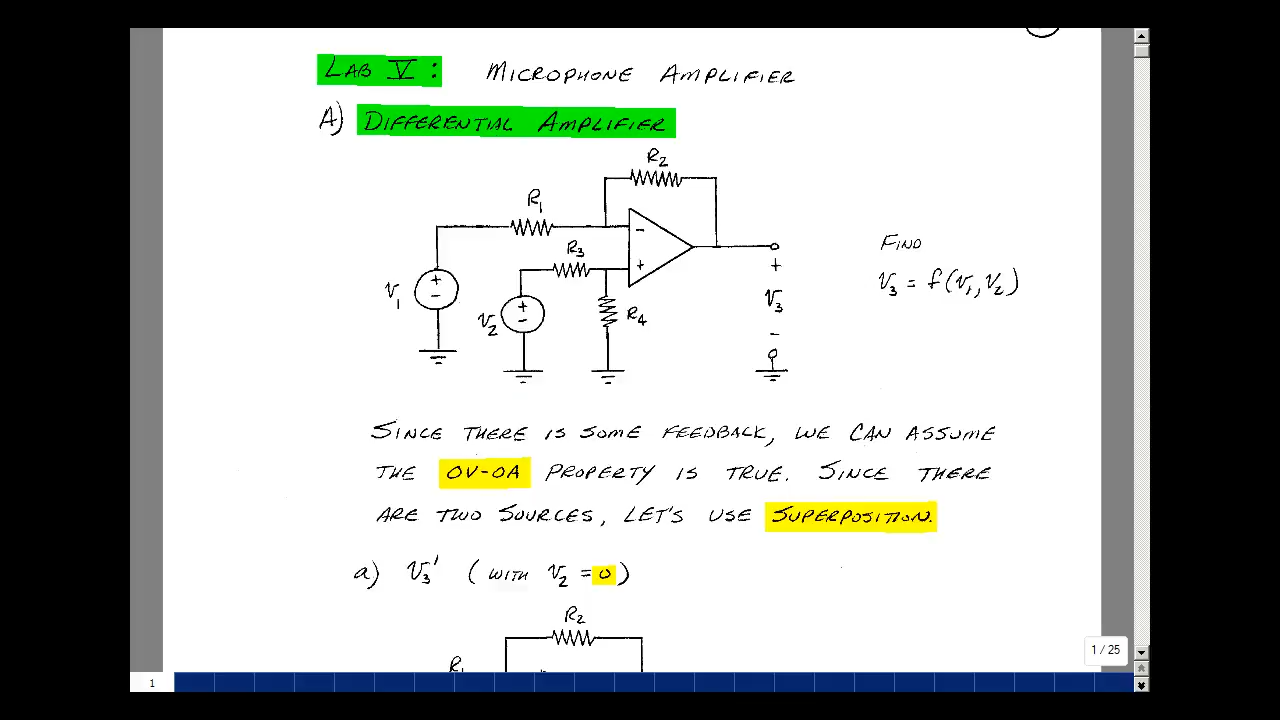 LAB V: MICROPHONE AMPLIFIER
A) DIFFERENTIAL AMPLIFIER
R2
R1
R3
- 
+
V1
+
-
V2
+
-
R4
+
V3
-
FIND
V3 = f(V1, V2)
SINCE THERE IS SOME FEEDBACK, WE CAN ASSUME
THE 0V-0A PROPERTY IS TRUE. SINCE THERE
ARE TWO SOURCES, LET'S USE SUPERPOSITION.
a) V3' (WITH V2 = 0)
R2
R1
1 / 25
1